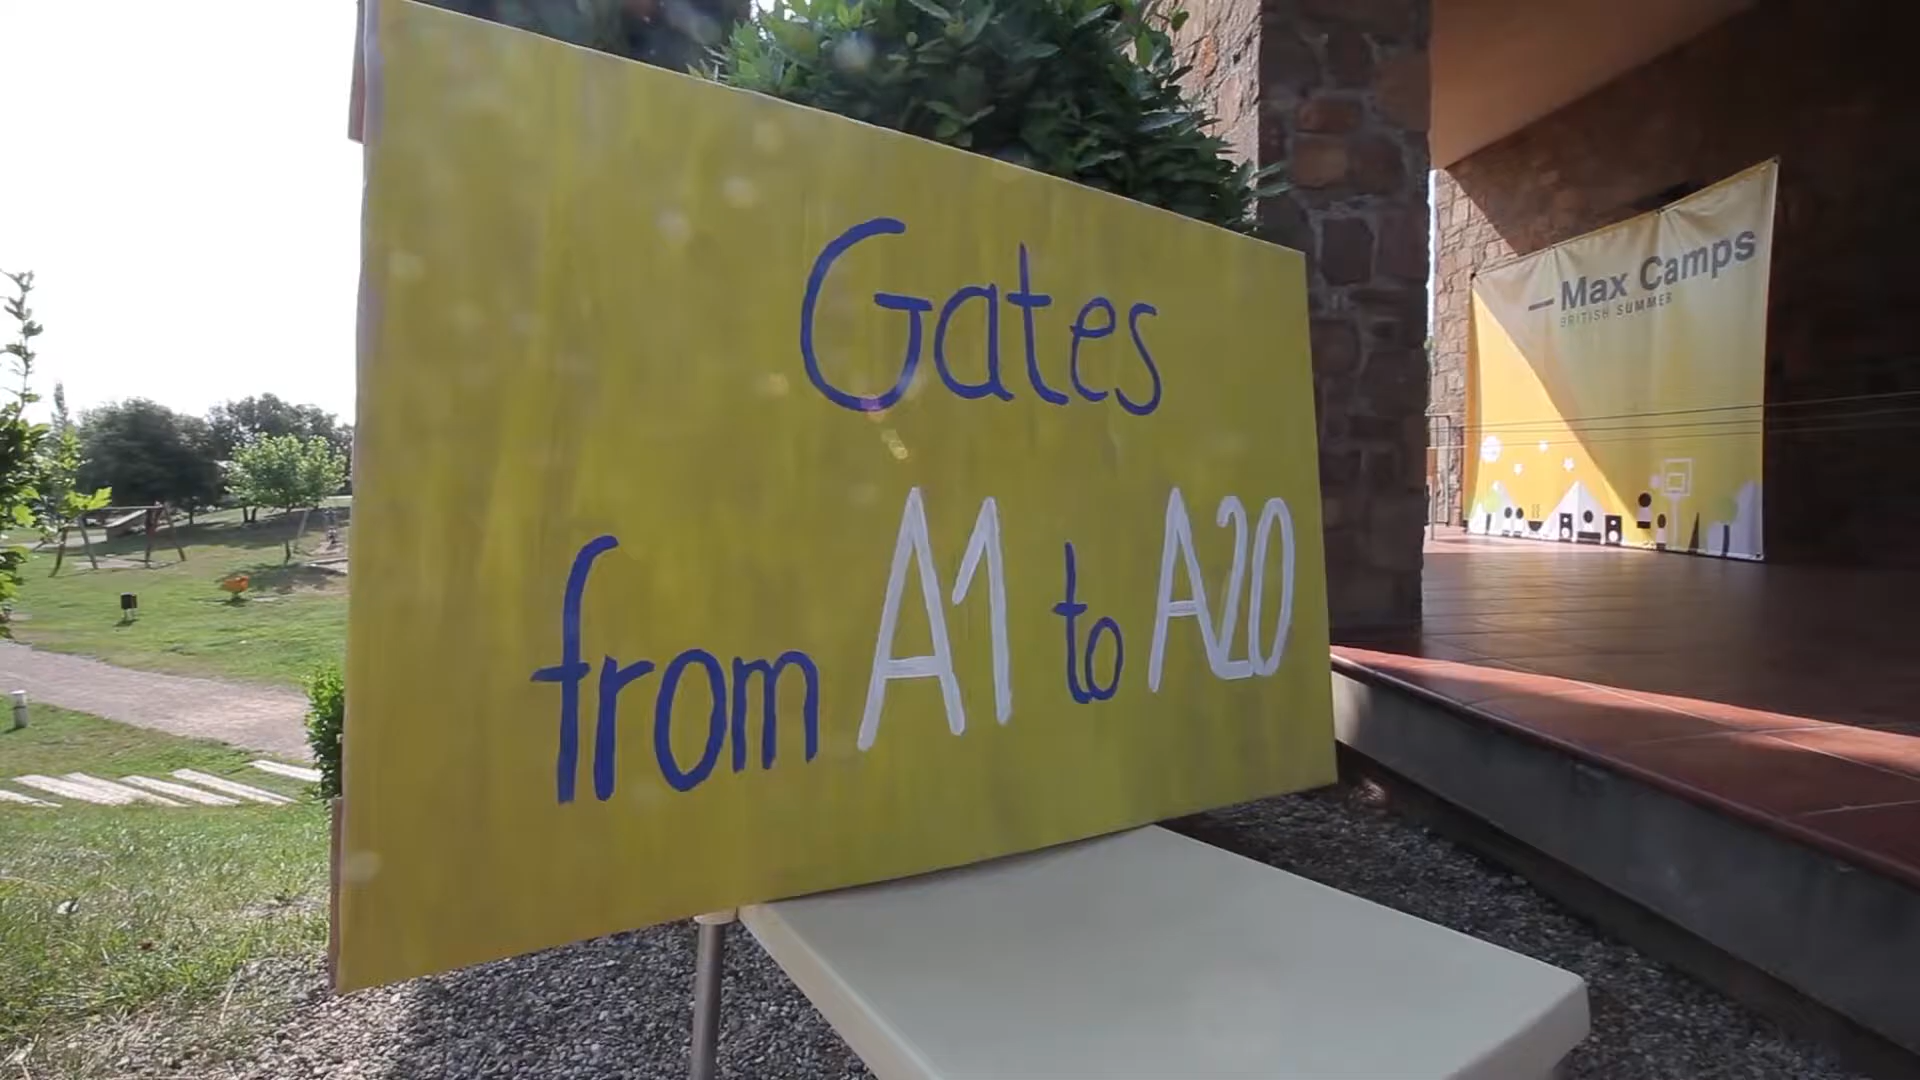 Gates
from A1 to A20
— Max Camps
BRITISH SUMMER